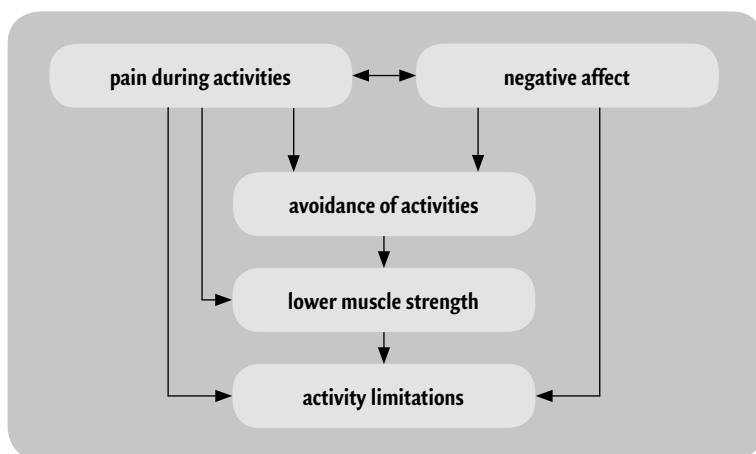 pain during activities
negative affect
avoidance of activities
lower muscle strength
activity limitations